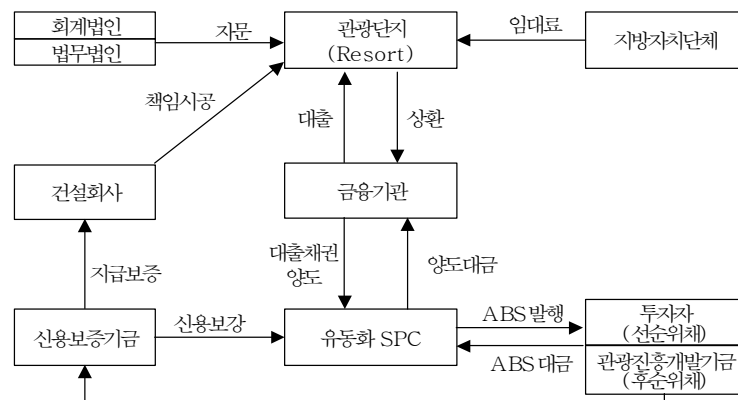 회계법인
법무법인
자문
관광단지
(Resort)
임대료
지방자치단체
책임시공
대출
상환
건설회사
금융기관
지급보증
대출채권
양도
양도대금
신용보증기금
신용보강
유동화 SPC
ABS 발행
ABS 대금
투자자
(선순위채)
관광진흥개발기금
(후순위채)